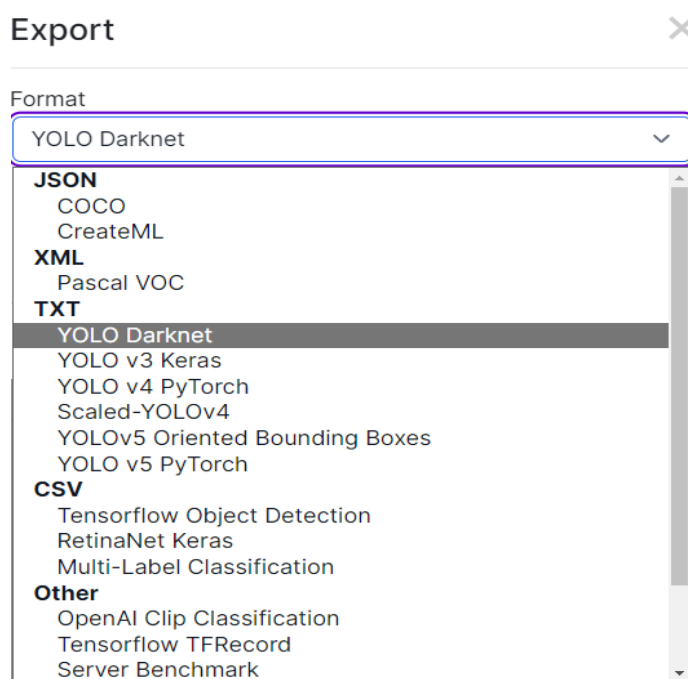 Export
Format
YOLO Darknet
JSON
COCO
CreateML
XML
Pascal VOC
TXT
YOLO Darknet
YOLO v3 Keras
YOLO v4 PyTorch
Scaled-YOLOv4
YOLOv5 Oriented Bounding Boxes
YOLO v5 PyTorch
CSV
Tensorflow Object Detection
RetinaNet Keras
Multi-Label Classification
Other
OpenAI Clip Classification
Tensorflow TFRecord
Server Benchmark